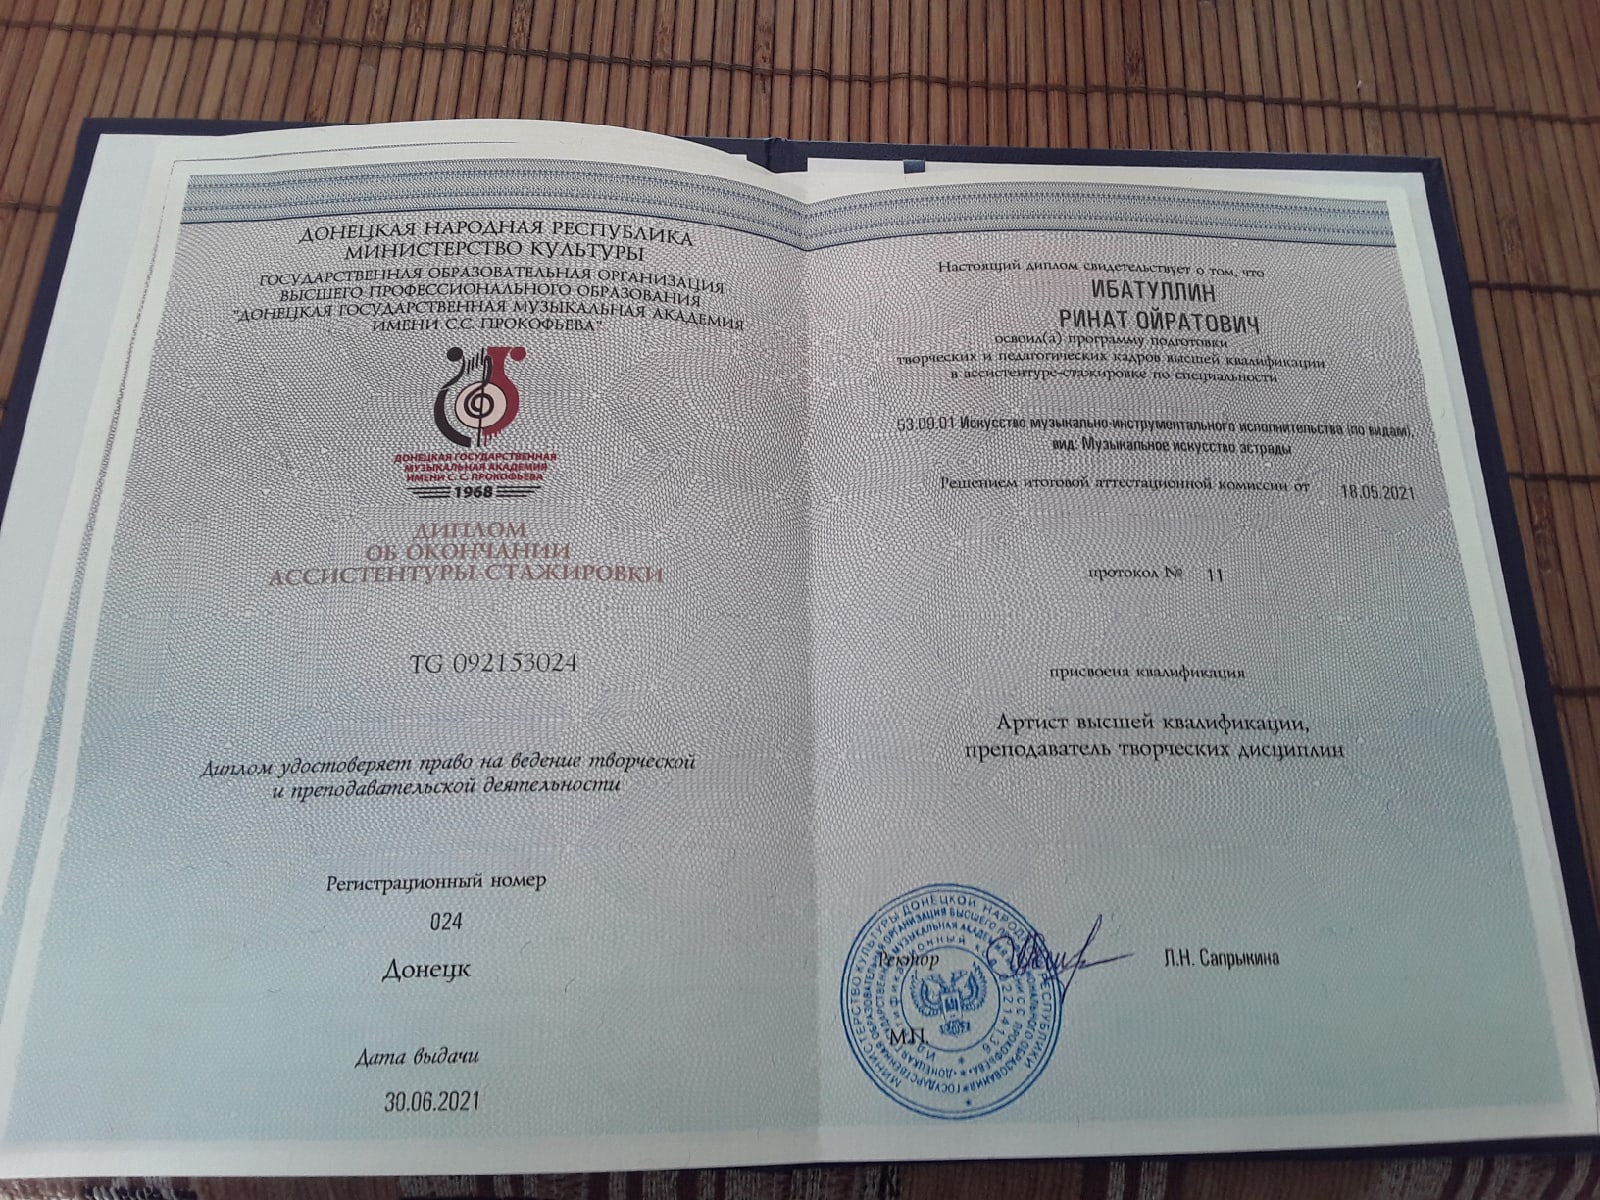 ДОНЕЦКАЯ НАРОДНАЯ РЕСПУБЛИКА
МИНИСТЕРСТВО КУЛЬТУРЫ
ГОСУДАРСТВЕННАЯ ОБРАЗОВАТЕЛЬНАЯ ОРГАНИЗАЦИЯ
ВЫСШЕГО ПРОФЕССИОНАЛЬНОГО ОБРАЗОВАНИЯ
"ДОНЕЦКАЯ ГОСУДАРСТВЕННАЯ МУЗЫКАЛЬНАЯ АКАДЕМИЯ
ИМЕНИ С.С. ПРОКОФЬЕВА"
ДОНЕЦКАЯ ГОСУДАРСТВЕННАЯ
МУЗЫКАЛЬНАЯ АКАДЕМИЯ
ИМЕНИ С. С. ПРОКОФЬЕВА
1968
ДИПЛОМ
ОБ ОКОНЧАНИИ
АССИСТЕНТУРЫ-СТАЖИРОВКИ
TG 092153024
Диплом удостоверяет право на ведение творческой
и преподавательской деятельности
Регистрационный номер
024
Донецк
Дата выдачи
30.06.2021
Настоящий диплом свидетельствует о том, что
ИБАТУЛЛИН
РИНАТ ОЙРАТОВИЧ
освоил(а) программу подготовки
творческих и педагогических кадров высшей квалификации
в ассистентуре-стажировке по специальности
53.09.01 Искусство музыкально-инструментального исполнительства (по видам),
вид: Музыкальное искусство эстрады
Решением итоговой аттестационной комиссии от 18.05.2021
протокол № 11
присвоена квалификация
Артист высшей квалификации,
преподаватель творческих дисциплин
Ректор
Л.Н. Сапрыкина
М.П.